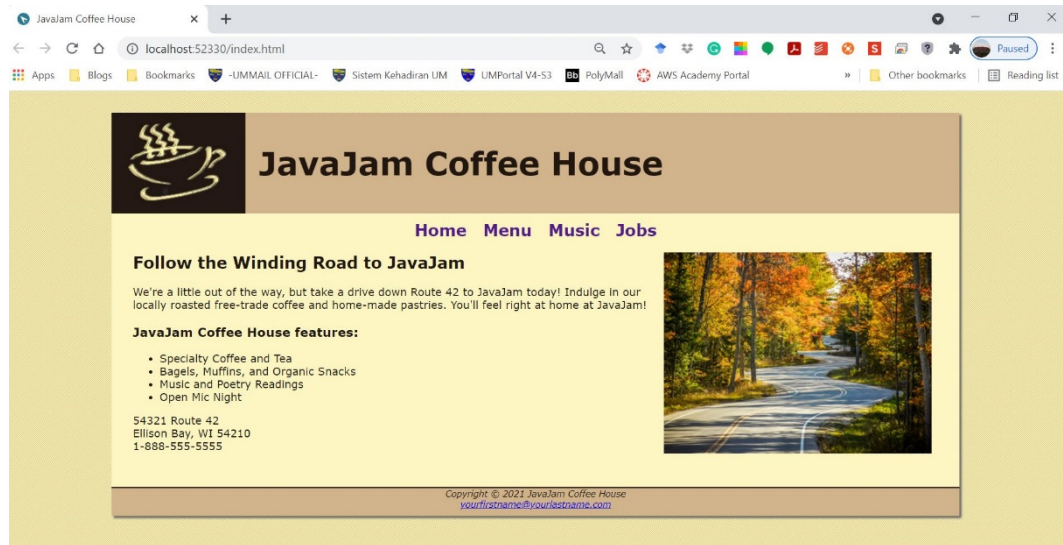 JavaJam Coffee House
localhost:52330/index.html
Paused
Apps Blogs Bookmarks -UMMAIL OFFICIAL- Sistem Kehadiran UM UMPortal V4-S3 Bb PolyMall AWS Academy Portal » Other bookmarks Reading list
JavaJam Coffee House
Home Menu Music Jobs
Follow the Winding Road to JavaJam
We're a little out of the way, but take a drive down Route 42 to JavaJam today! Indulge in our
locally roasted free-trade coffee and home-made pastries. You'll feel right at home at JavaJam!
JavaJam Coffee House features:
• Specialty Coffee and Tea
• Bagels, Muffins, and Organic Snacks
• Music and Poetry Readings
• Open Mic Night
54321 Route 42
Ellison Bay, WI 54210
1-888-555-5555
Copyright © 2021 JavaJam Coffee House
yourfirstname@yourlastname.com